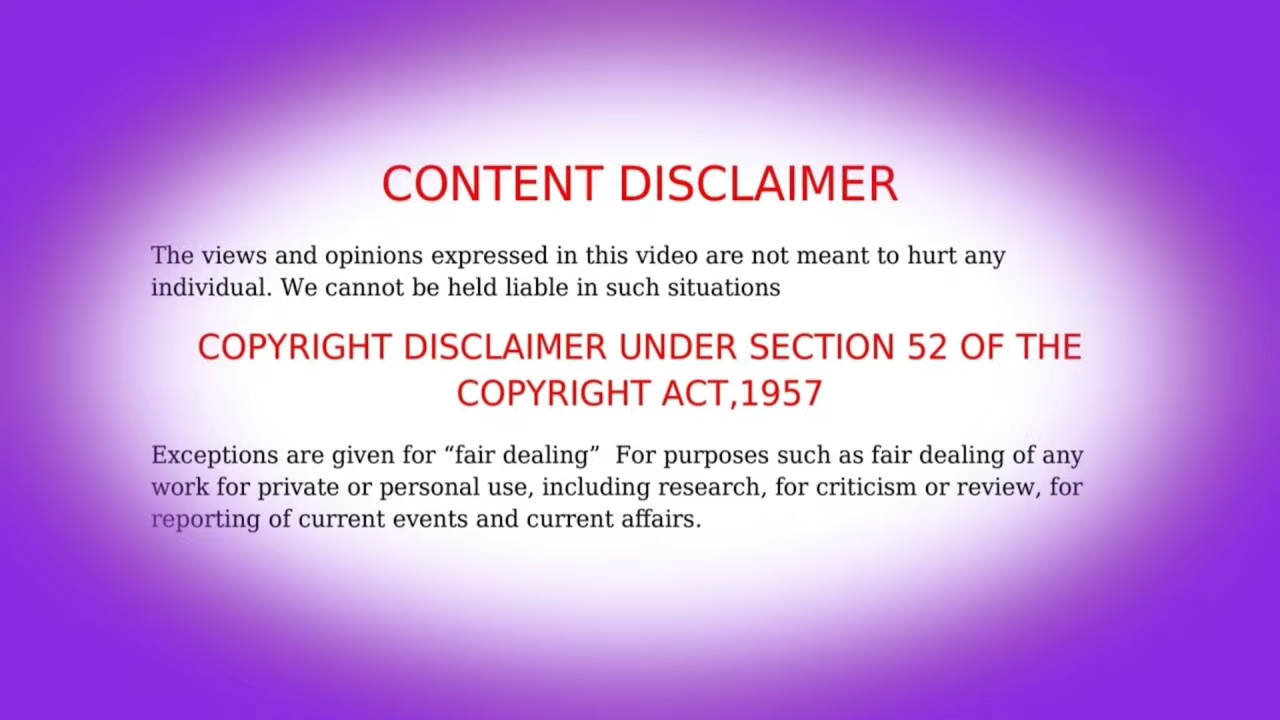 CONTENT DISCLAIMER
The views and opinions expressed in this video are not meant to hurt any
individual. We cannot be held liable in such situations
COPYRIGHT DISCLAIMER UNDER SECTION 52 OF THE
COPYRIGHT ACT,1957
Exceptions are given for “fair dealing”  For purposes such as fair dealing of any
work for private or personal use, including research, for criticism or review, for
reporting of current events and current affairs.